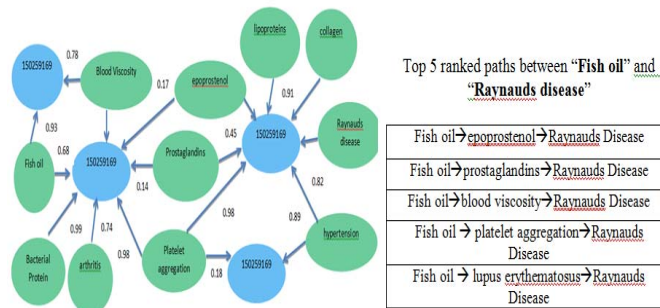 150259169
0.78
Blood Viscosity
0.17
epoprostenol
lipoproteins
collagen
0.91
0.93
Fish oil
0.68
150259169
0.14
Prostaglandins
0.45
150259169
Raynauds
disease
0.82
0.98
0.89
hypertension
0.99
0.74
0.98
Bacterial
Protein
arthritis
Platelet
aggregation
0.18
150259169
Top 5 ranked paths between “Fish oil” and
“Raynauds disease”
Fish oil→epoprostenol→Raynauds Disease
Fish oil→prostaglandins→Raynauds Disease
Fish oil→blood viscosity→Raynauds Disease
Fish oil → platelet aggregation→Raynauds
Disease
Fish oil → lupus erythematosus→Raynauds
Disease